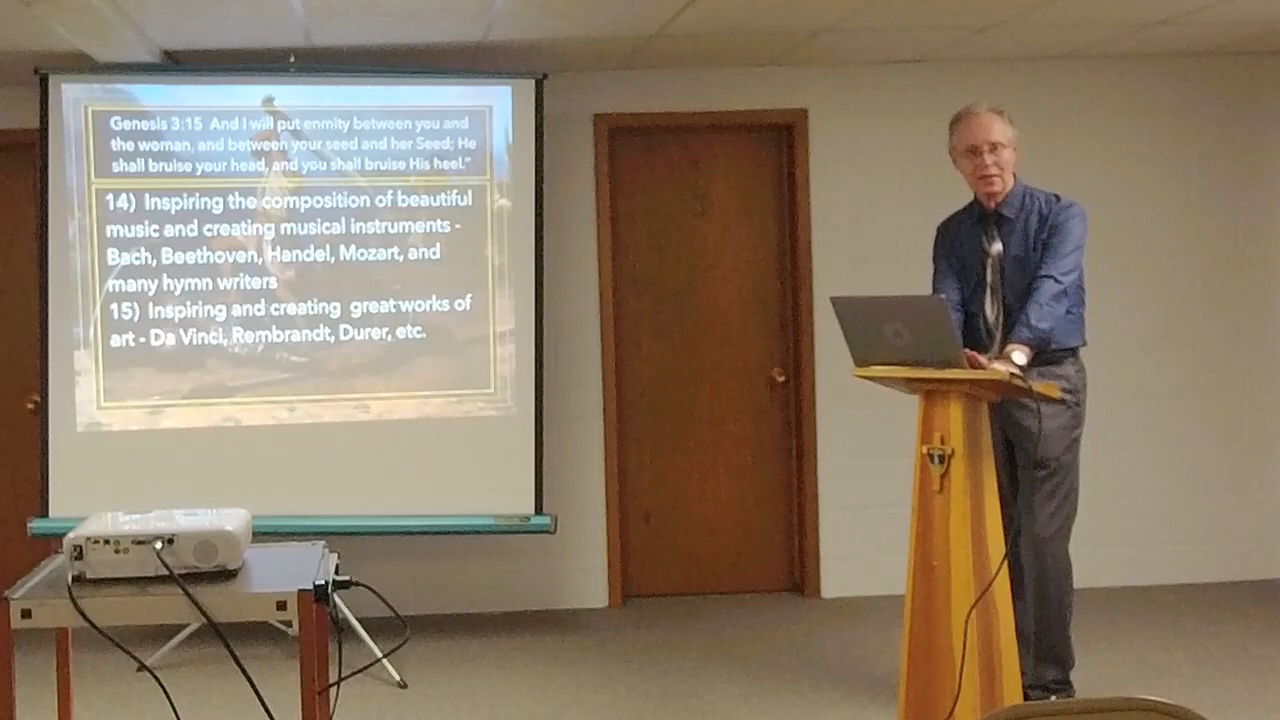 Genesis 3:15 And I will put enmity between you and
the woman, and between your seed and her Seed; He
shall bruise your head, and you shall bruise His heel."
14) Inspiring the composition of beautiful
music and creating musical instruments -
Bach, Beethoven, Handel, Mozart, and
many hymn writers
15) Inspiring and creating great works of
art - Da Vinci, Rembrandt, Durer, etc.